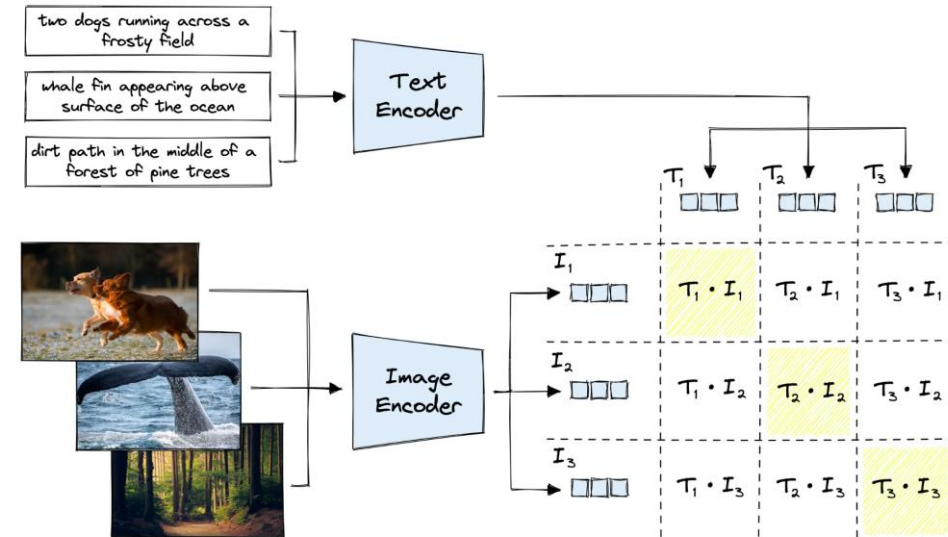 two dogs running across a
frosty field
whale fin appearing above
surface of the ocean
dirt path in the middle of a
forest of pine trees
Text
Encoder
T₁ T₂ T₃
Image
Encoder
I₁
T₁ · I₁ T₂ · I₁ T₃ · I₁
I₂
T₁ · I₂ T₂ · I₂ T₃ · I₂
I₃
T₁ · I₃ T₂ · I₃ T₃ · I₃